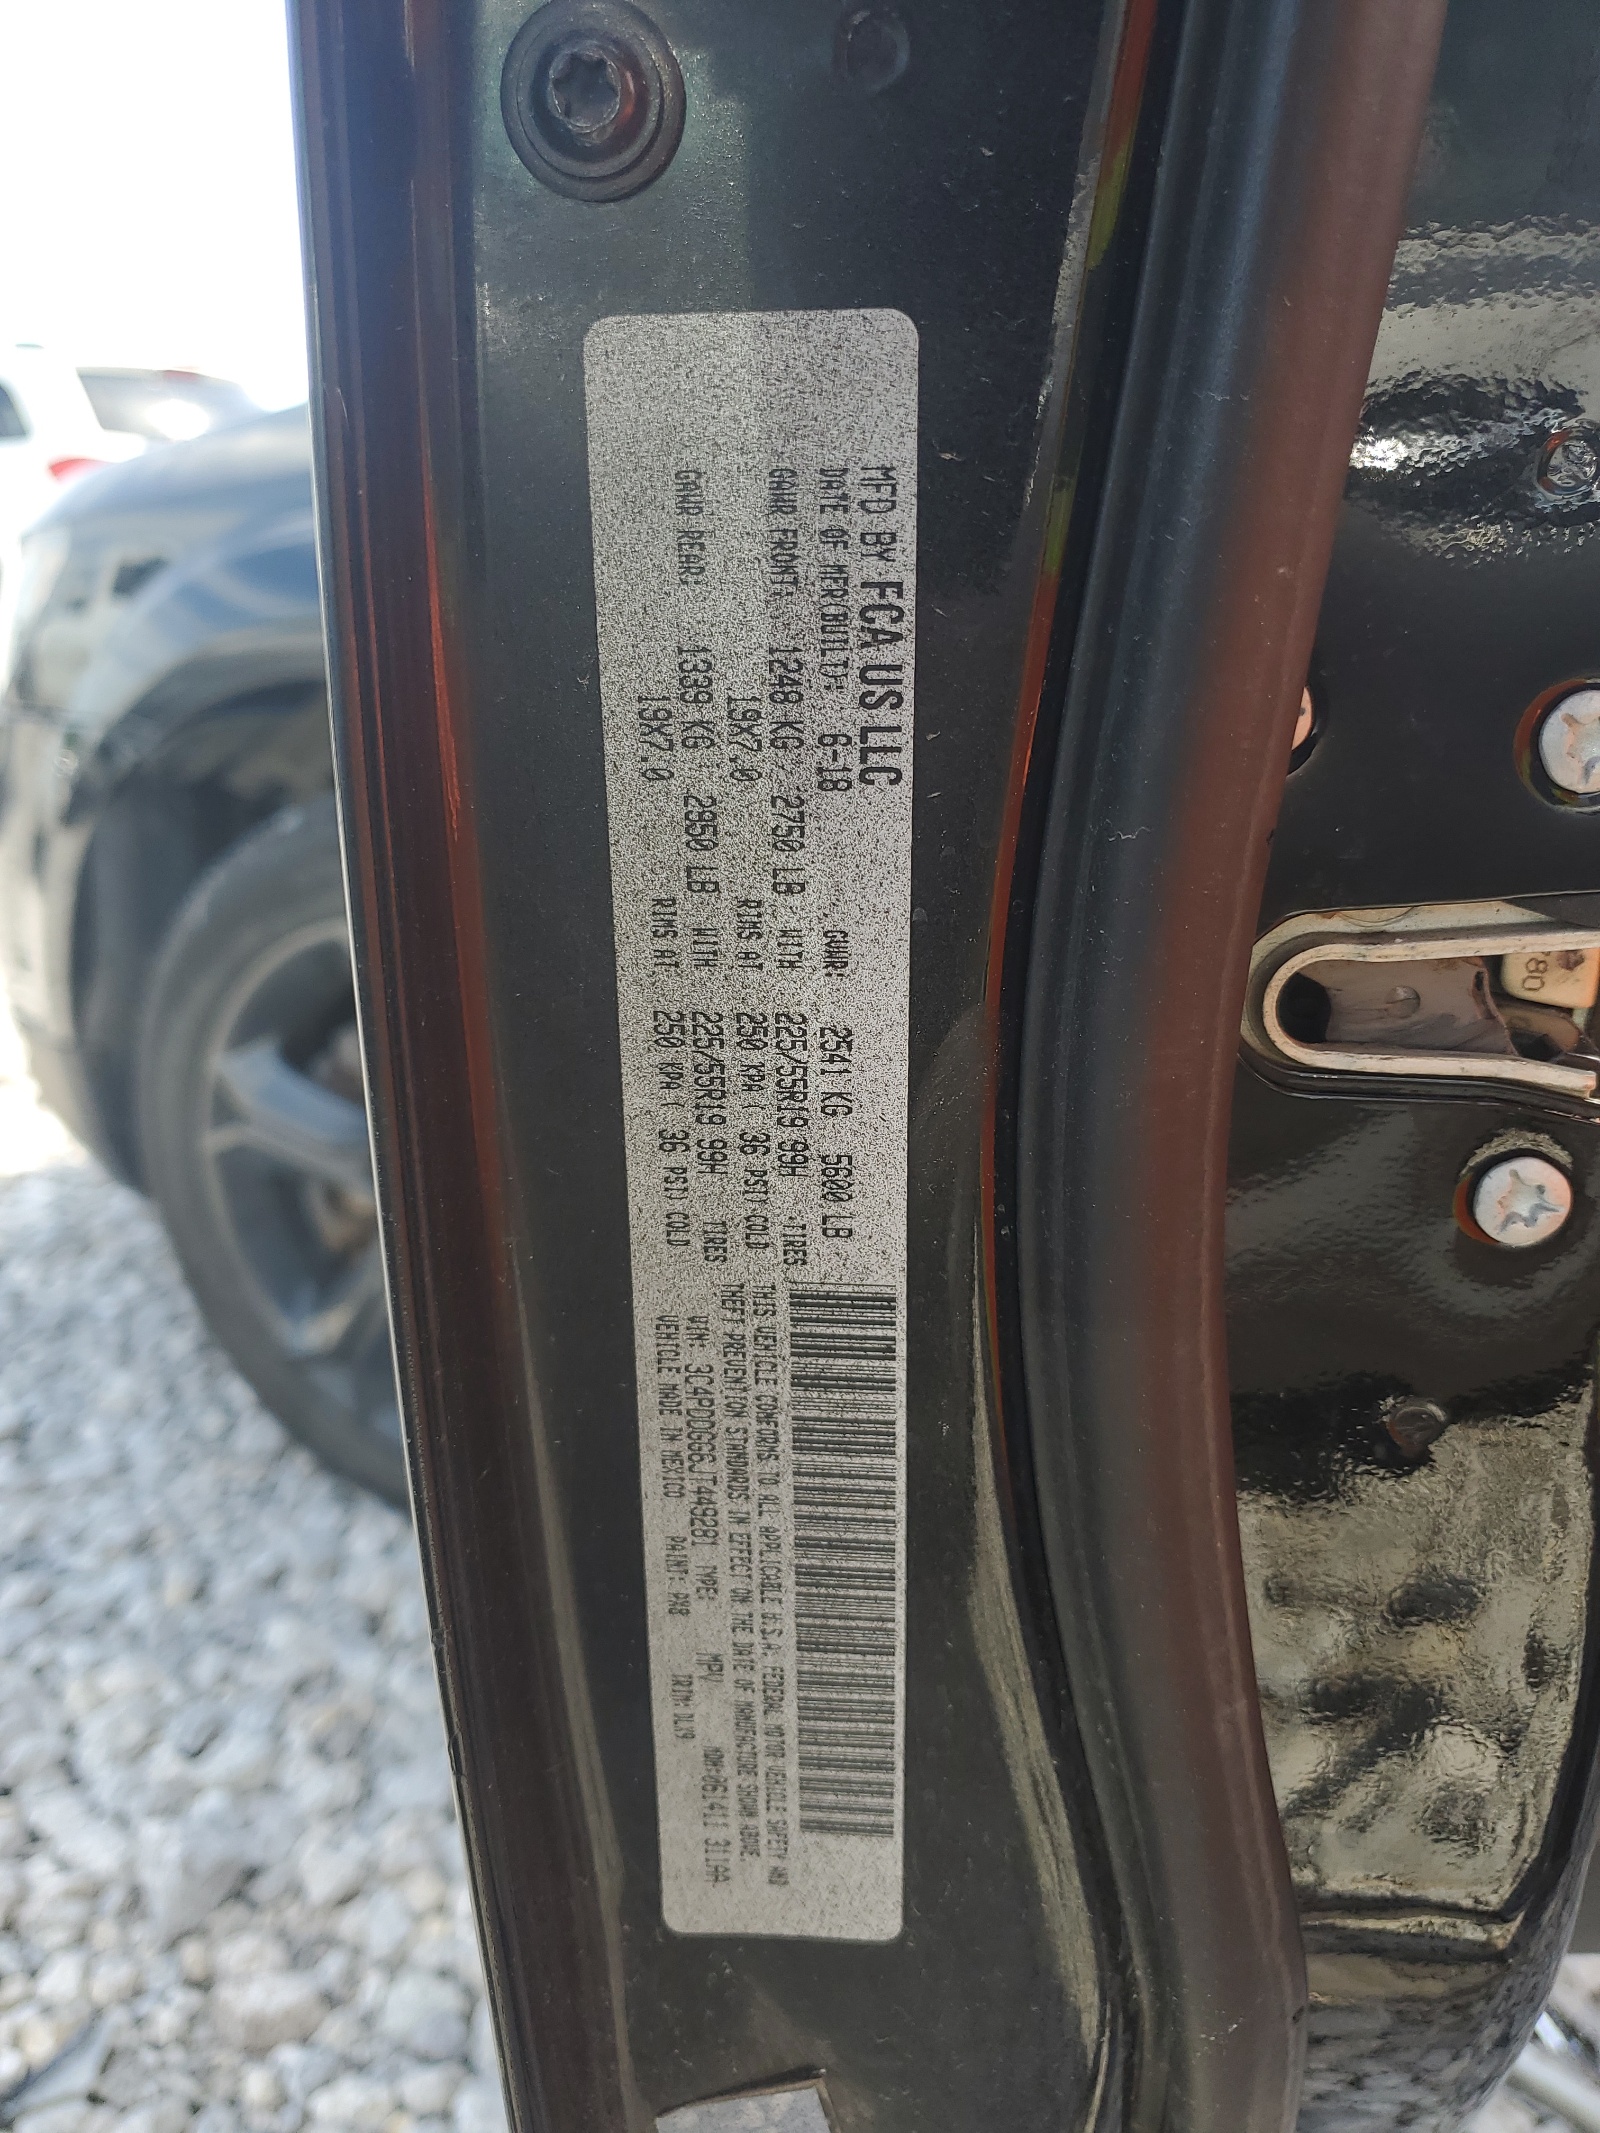 MFD BY FCA US LLC
DATE OF MFR(BUILT): 6-18 GVWR: 2541 KG 5600 LB
GAWR FRONT: 1248 KG 2750 LB WITH 225/55R19 99H TIRES
19X7.0 RIMS AT 250 KPA ( 36 PSI) COLD
GAWR REAR: 1339 KG 2950 LB WITH 225/55R19 99H TIRES
19X7.0 RIMS AT 250 KPA ( 36 PSI) COLD
THIS VEHICLE CONFORMS TO ALL APPLICABLE U.S.A. FEDERAL MOTOR VEHICLE SAFETY AND
THEFT PREVENTION STANDARDS IN EFFECT ON THE DATE OF MANUFACTURE SHOWN ABOVE.
VIN: 3C4PDDGG6JT449281 TYPE: MPV 311AA
VEHICLE MADE IN MEXICO PAINT: PX8 TRIM: DLX9